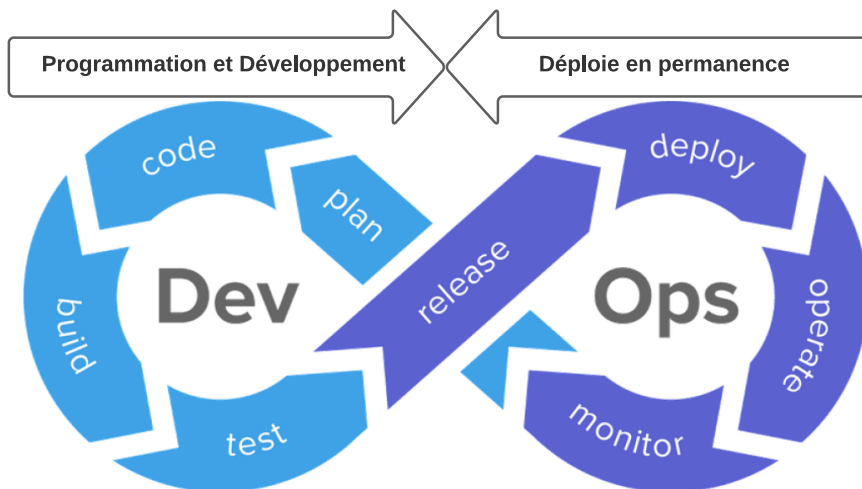 Programmation et Développement
Déploie en permanence
code
plan
deploy
release
Dev
Ops
build
operate
test
monitor